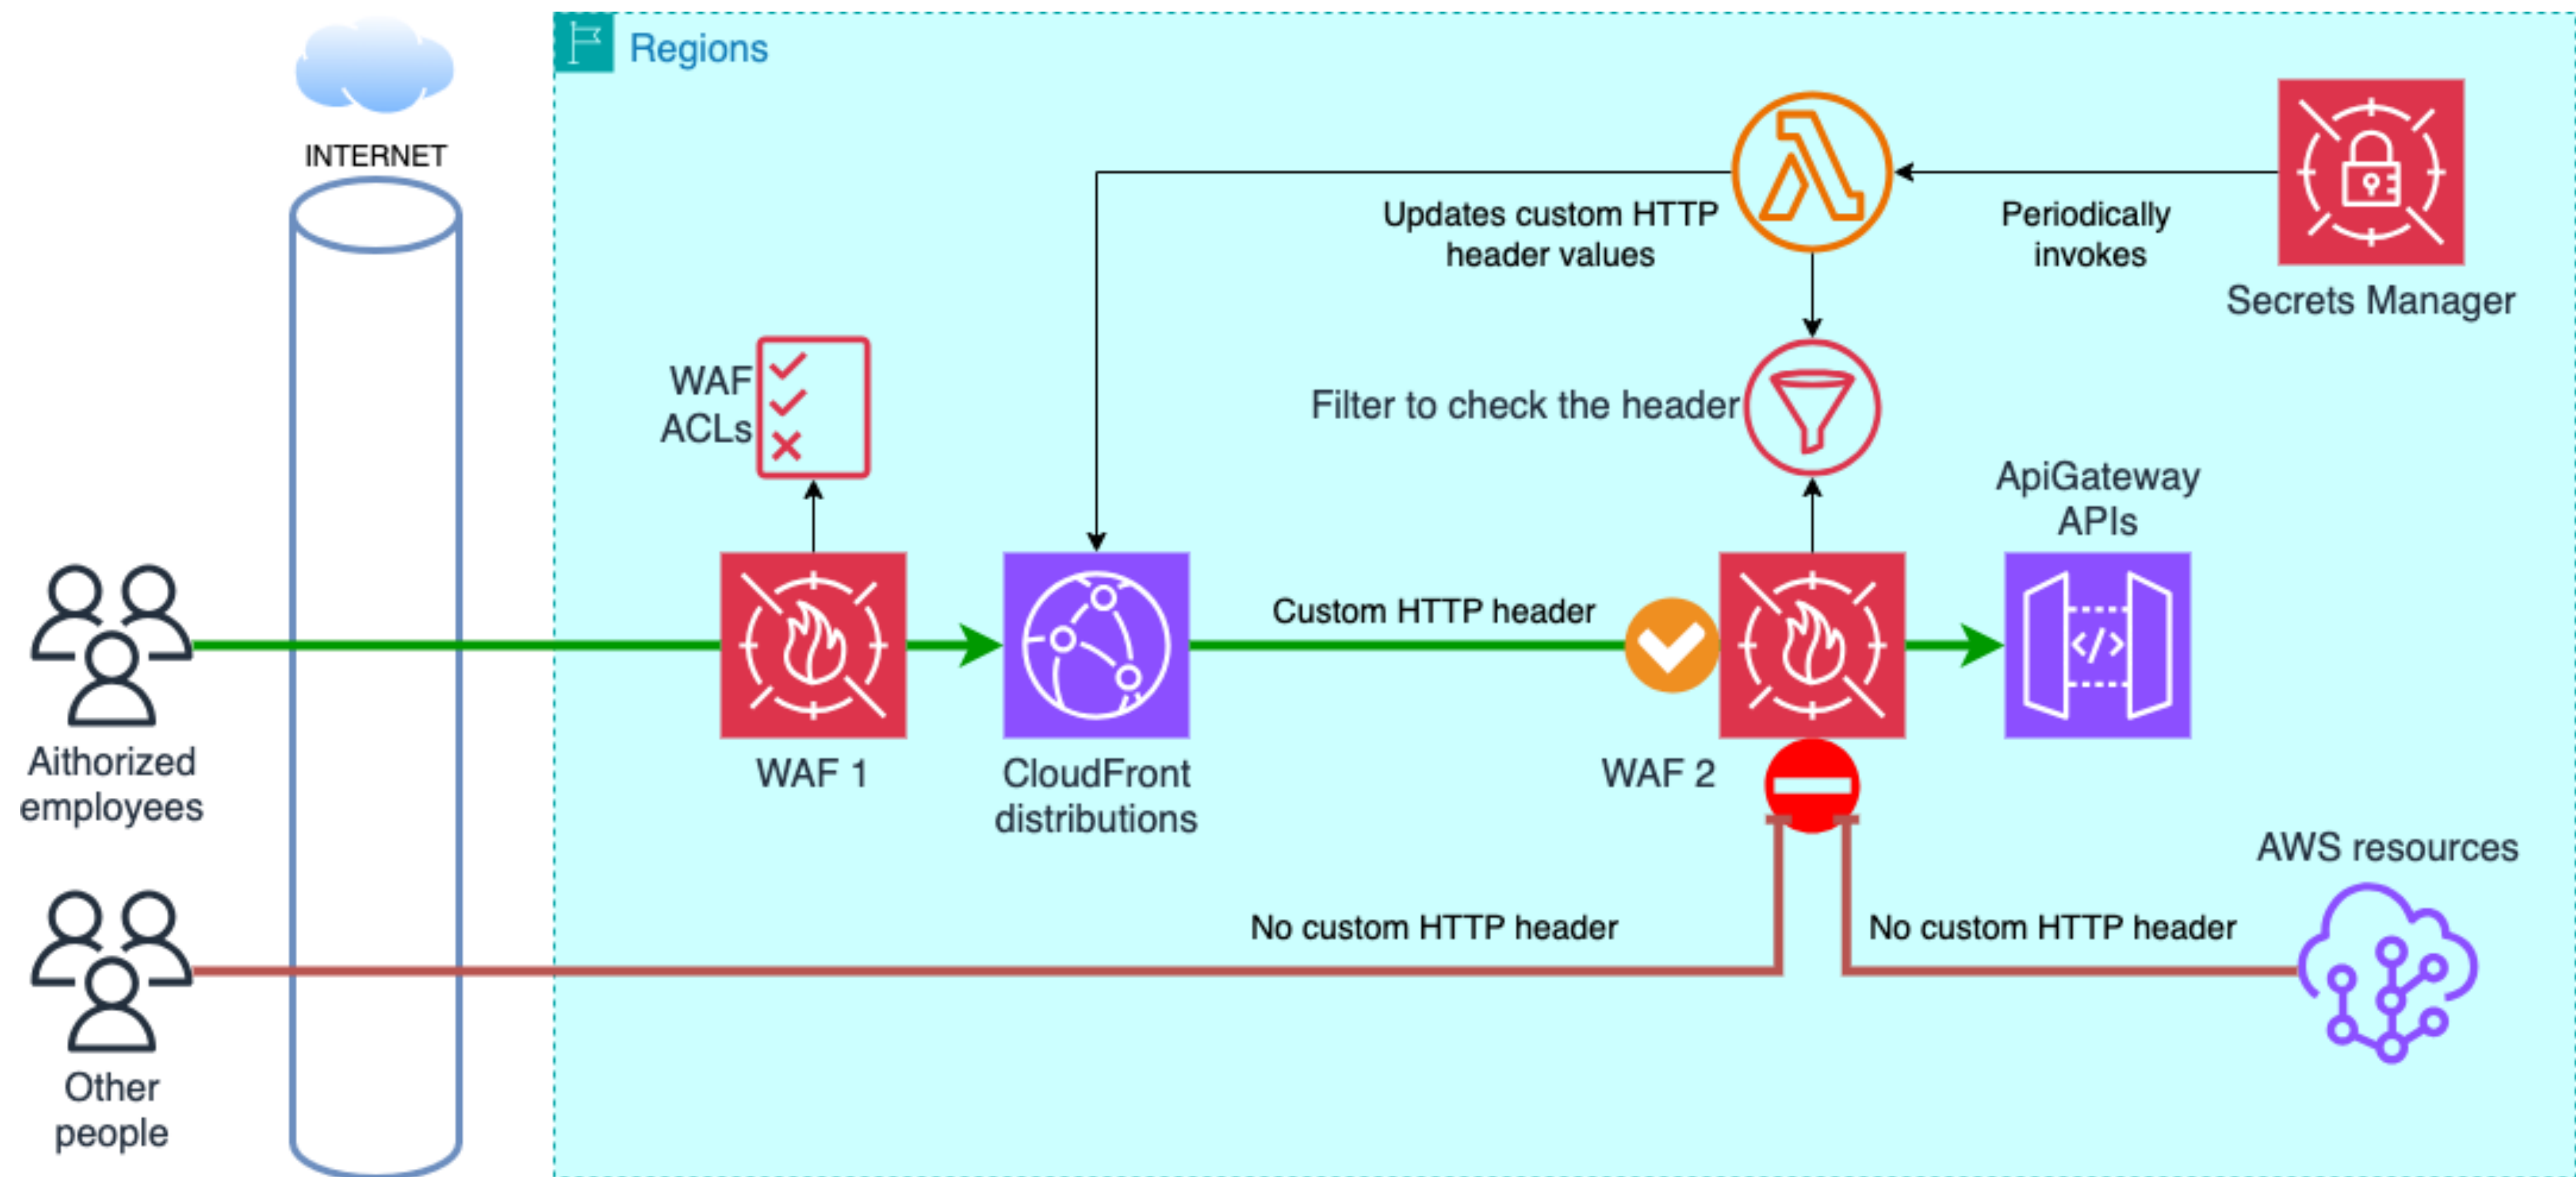 Regions
INTERNET
Updates custom HTTP
header values
Periodically
invokes
Secrets Manager
WAF
ACLs
Filter to check the header
ApiGateway
APIs
Custom HTTP header
Aithorized
employees
WAF 1
CloudFront
distributions
WAF 2
AWS resources
No custom HTTP header
No custom HTTP header
Other
people